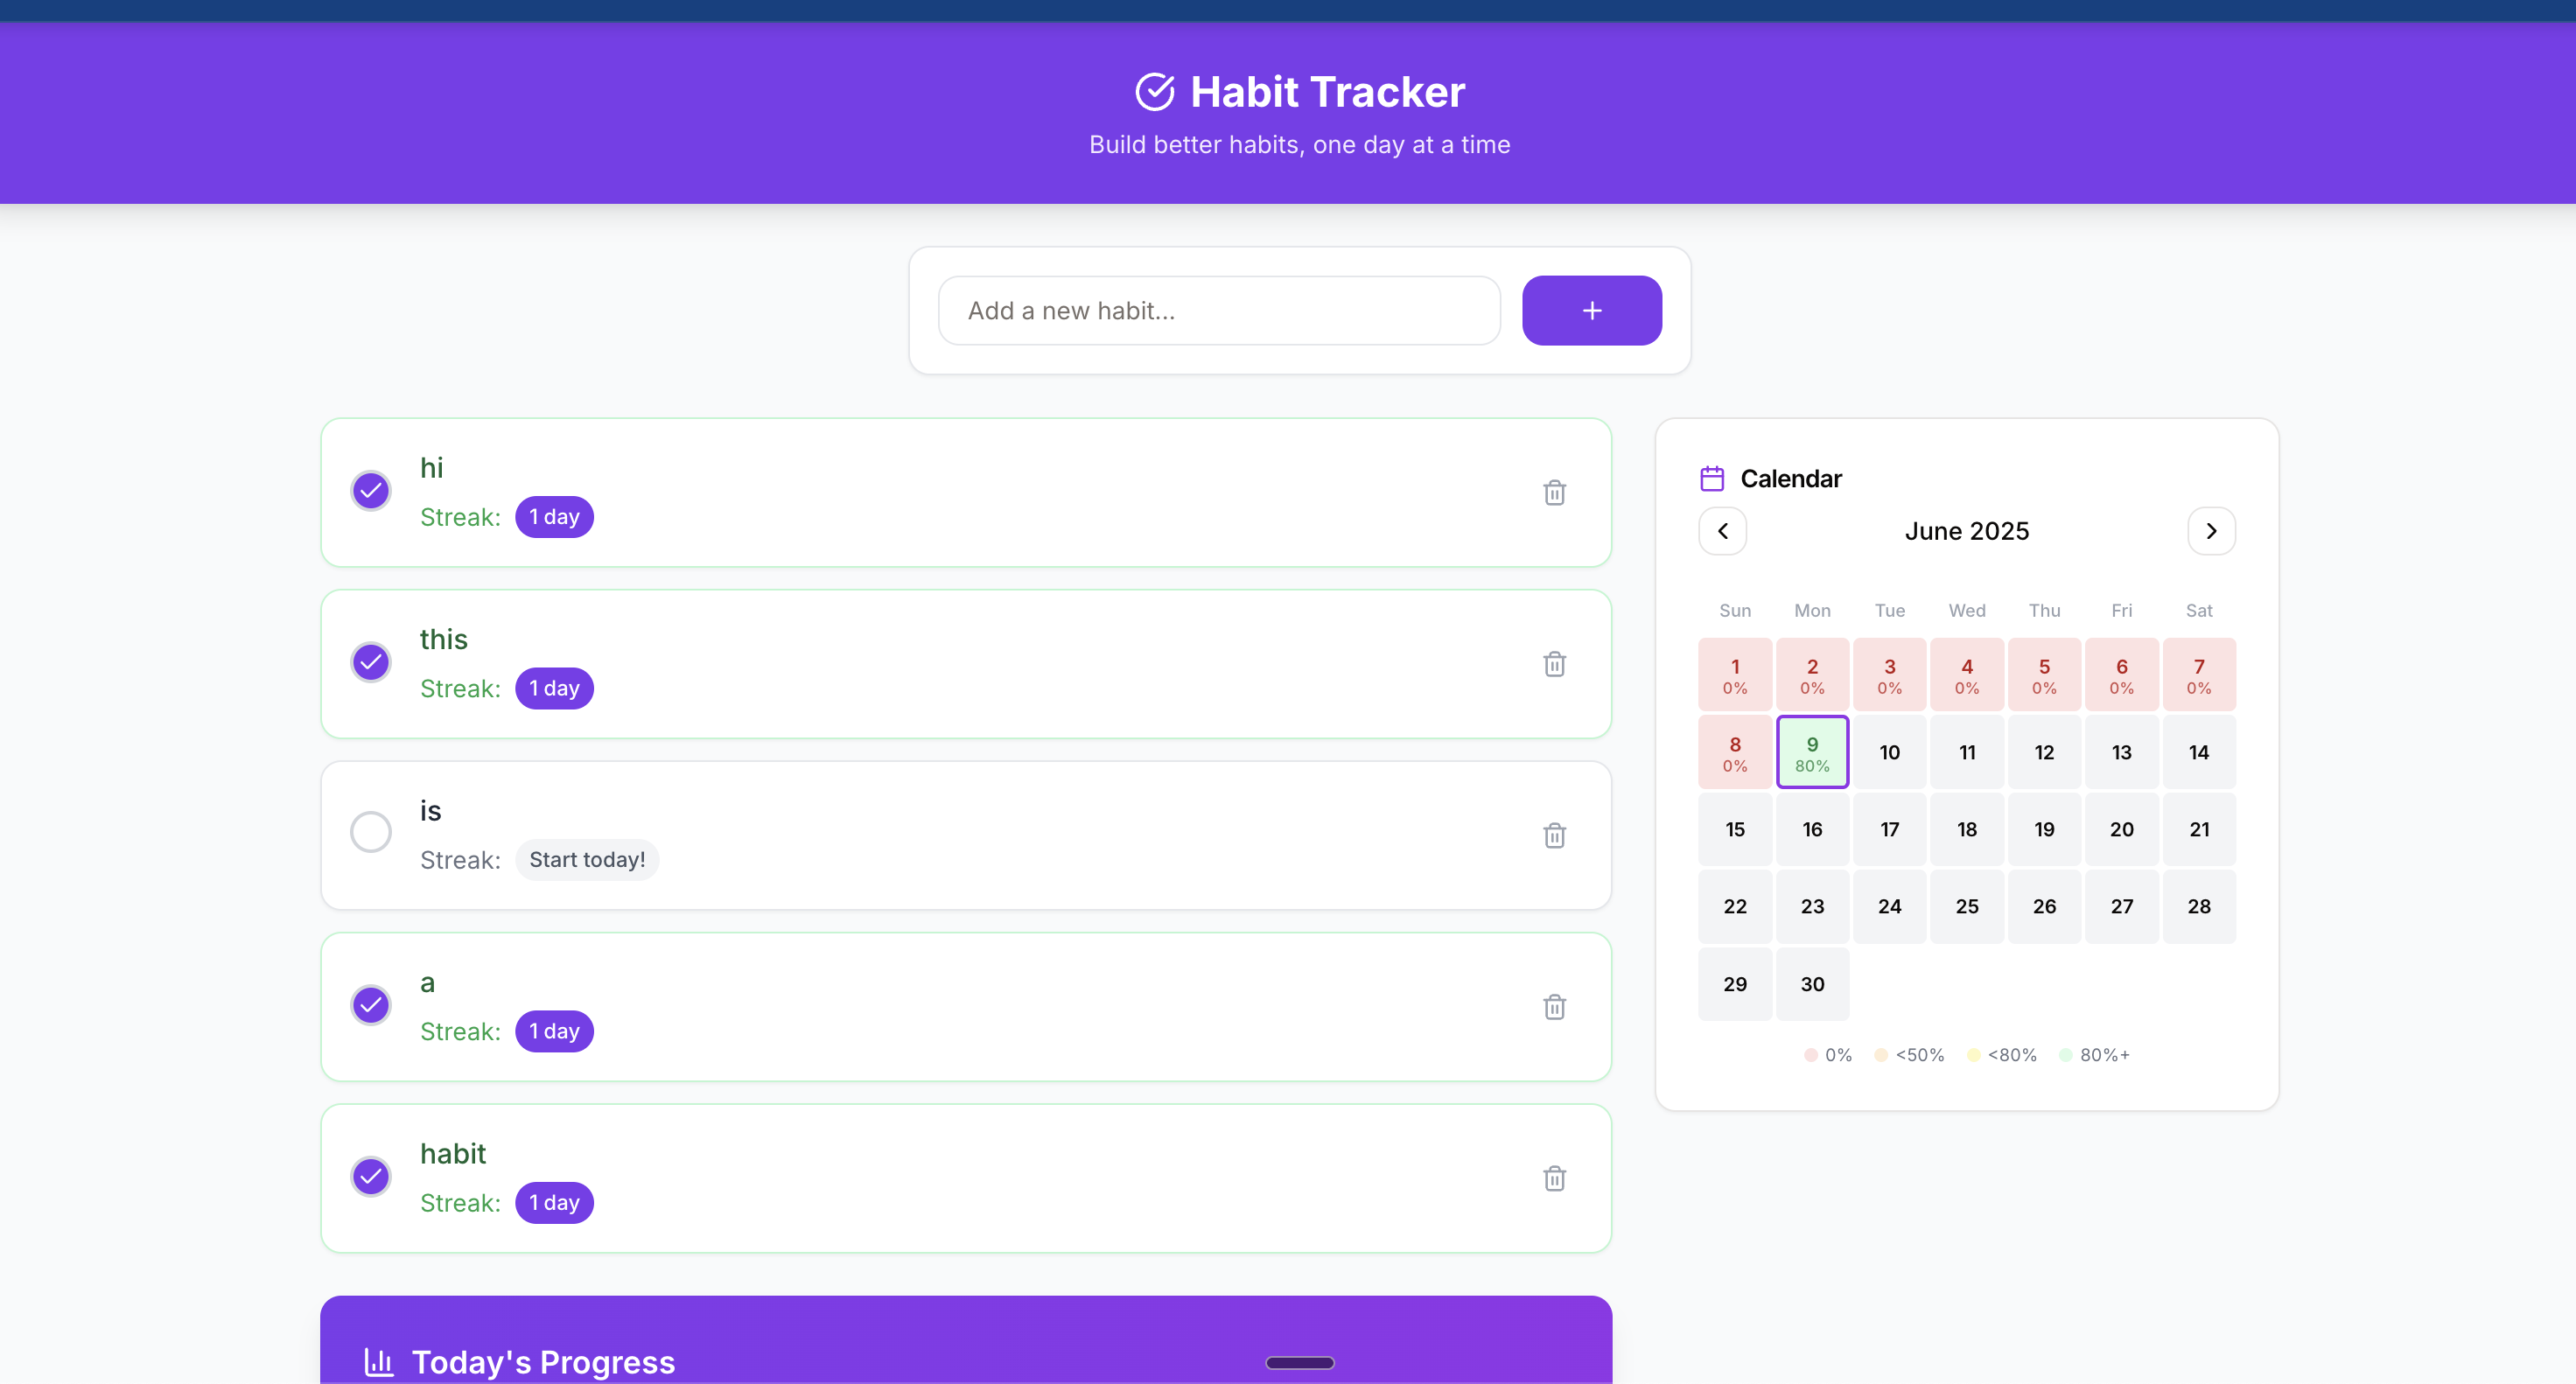 Habit Tracker
Build better habits, one day at a time
Add a new habit...
hi
Streak: 1 day
this
Streak: 1 day
is
Streak: Start today!
a
Streak: 1 day
habit
Streak: 1 day
Today's Progress
Calendar
June 2025
Sun Mon Tue Wed Thu Fri Sat
1 2 3 4 5 6 7
0% 0% 0% 0% 0% 0% 0%
8 9 10 11 12 13 14
0% 80%
15 16 17 18 19 20 21
22 23 24 25 26 27 28
29 30
0% <50% <80% 80%+